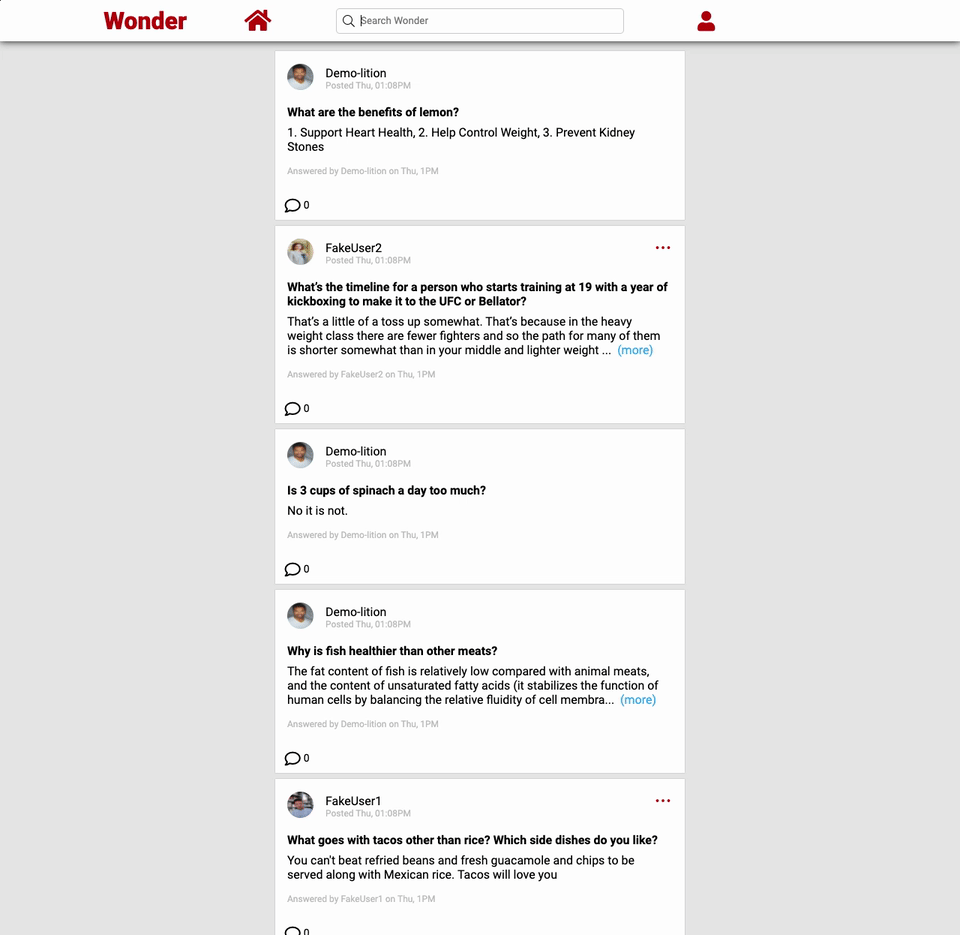 Wonder
Search Wonder
Demo-lition
Posted Thu, 01:08PM
What are the benefits of lemon?
1. Support Heart Health, 2. Help Control Weight, 3. Prevent Kidney
Stones
Answered by Demo-lition on Thu, 1PM
0
FakeUser2
Posted Thu, 01:08PM
What's the timeline for a person who starts training at 19 with a year of
kickboxing to make it to the UFC or Bellator?
That's a little of a toss up somewhat. That's because in the heavy
weight class there are fewer fighters and so the path for many of them
is shorter somewhat than in your middle and lighter weight ... (more)
Answered by FakeUser2 on Thu, 1PM
0
Demo-lition
Posted Thu, 01:08PM
Is 3 cups of spinach a day too much?
No it is not.
Answered by Demo-lition on Thu, 1PM
0
Demo-lition
Posted Thu, 01:08PM
Why is fish healthier than other meats?
The fat content of fish is relatively low compared with animal meats,
and the content of unsaturated fatty acids (it stabilizes the function of
human cells by balancing the relative fluidity of cell membra... (more)
Answered by Demo-lition on Thu, 1PM
0
FakeUser1
Posted Thu, 01:08PM
What goes with tacos other than rice? Which side dishes do you like?
You can't beat refried beans and fresh guacamole and chips to be
served along with Mexican rice. Tacos will love you
Answered by FakeUser1 on Thu, 1PM
0